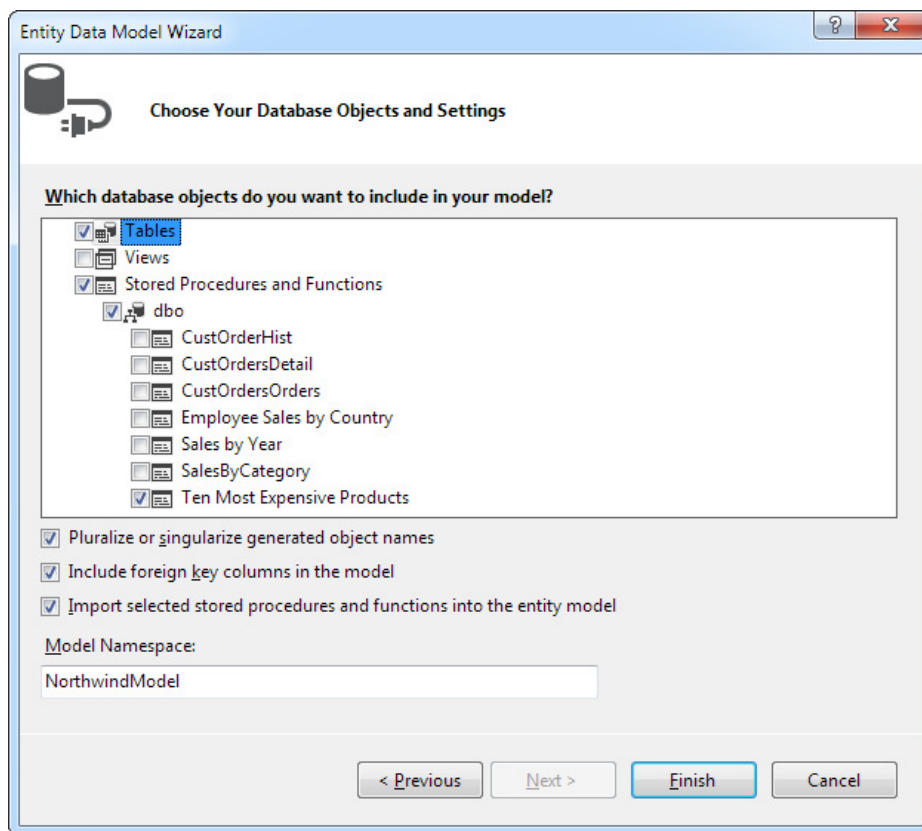 Entity Data Model Wizard
Choose Your Database Objects and Settings
Which database objects do you want to include in your model?
Tables
Views
Stored Procedures and Functions
dbo
CustOrderHist
CustOrdersDetail
CustOrdersOrders
Employee Sales by Country
Sales by Year
SalesByCategory
Ten Most Expensive Products
Pluralize or singularize generated object names
Include foreign key columns in the model
Import selected stored procedures and functions into the entity model
Model Namespace:
NorthwindModel
< Previous Next > Finish Cancel